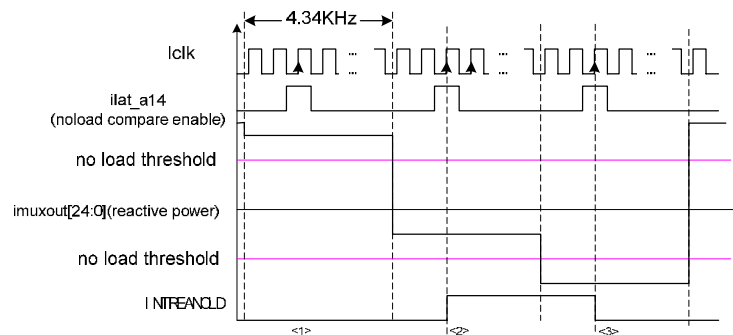 4.34KHz
Iclk
... ... ...
ilat_a14
(noload compare enable)
no load threshold
imuxout[24:0](reactive power)
no load threshold
INTREANOLD
<1> <2> <3>